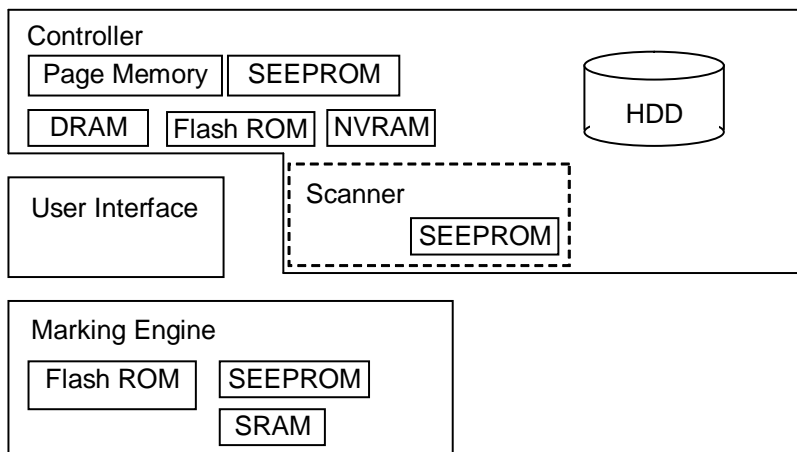 Controller
Page Memory SEEPROM
DRAM Flash ROM NVRAM
HDD
User Interface
Scanner
SEEPROM
Marking Engine
Flash ROM SEEPROM
SRAM